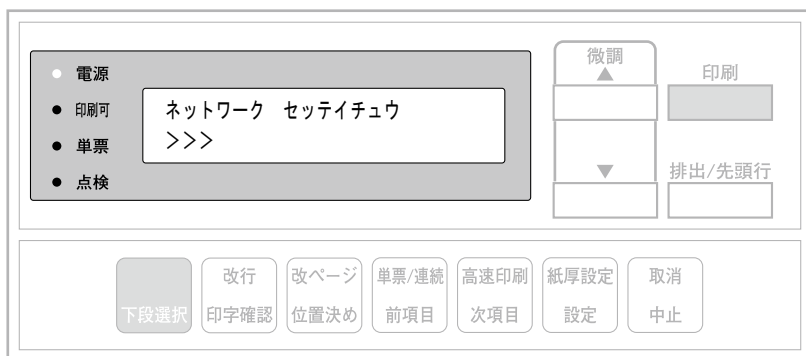 電源
印刷可
単票
点検
ネットワーク セッテイチュウ
>>>
微調
▲
▼
印刷
排出/先頭行
下段選択
改行
印字確認
改ページ
位置決め
単票/連続
前項目
高速印刷
次項目
紙厚設定
設定
取消
中止